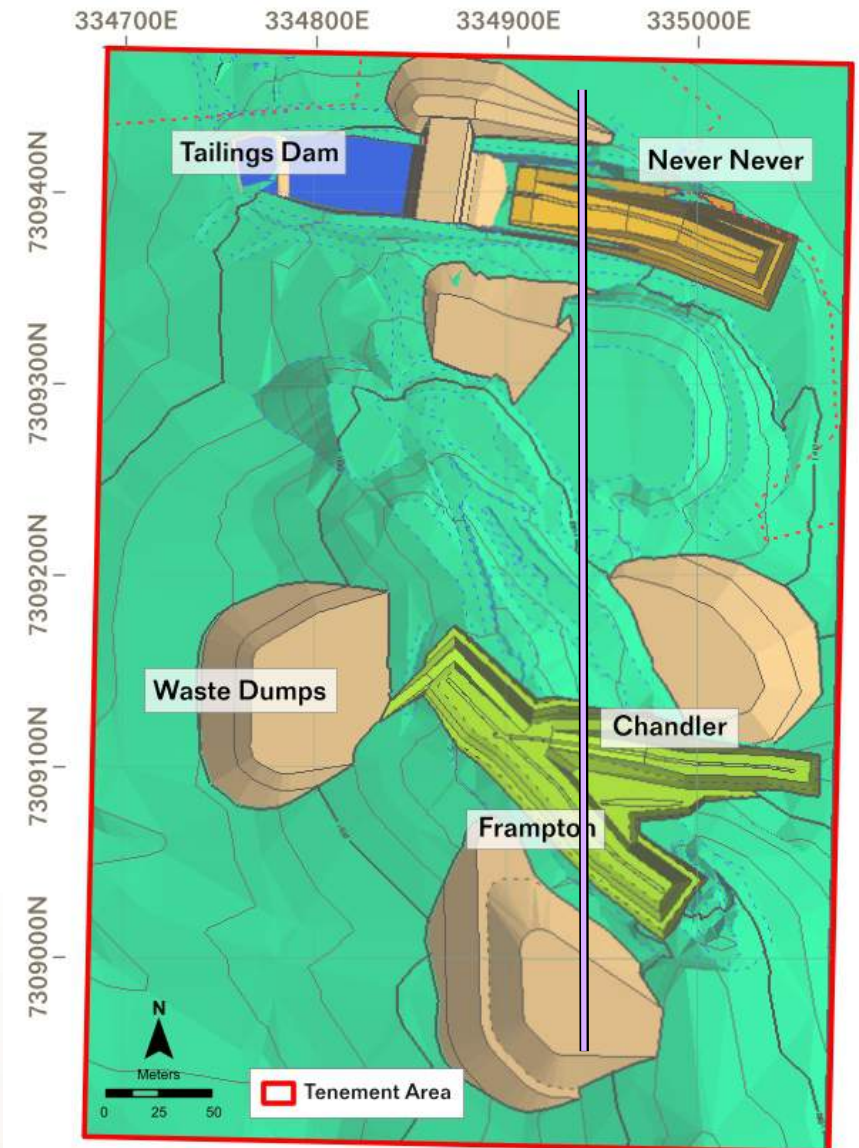 334700E 334800E 334900E 335000E
7309400N
7309300N
7309200N
7309100N
7309000N
Tailings Dam
Never Never
Waste Dumps
Chandler
Frampton
N
Meters
0 25 50
Tenement Area